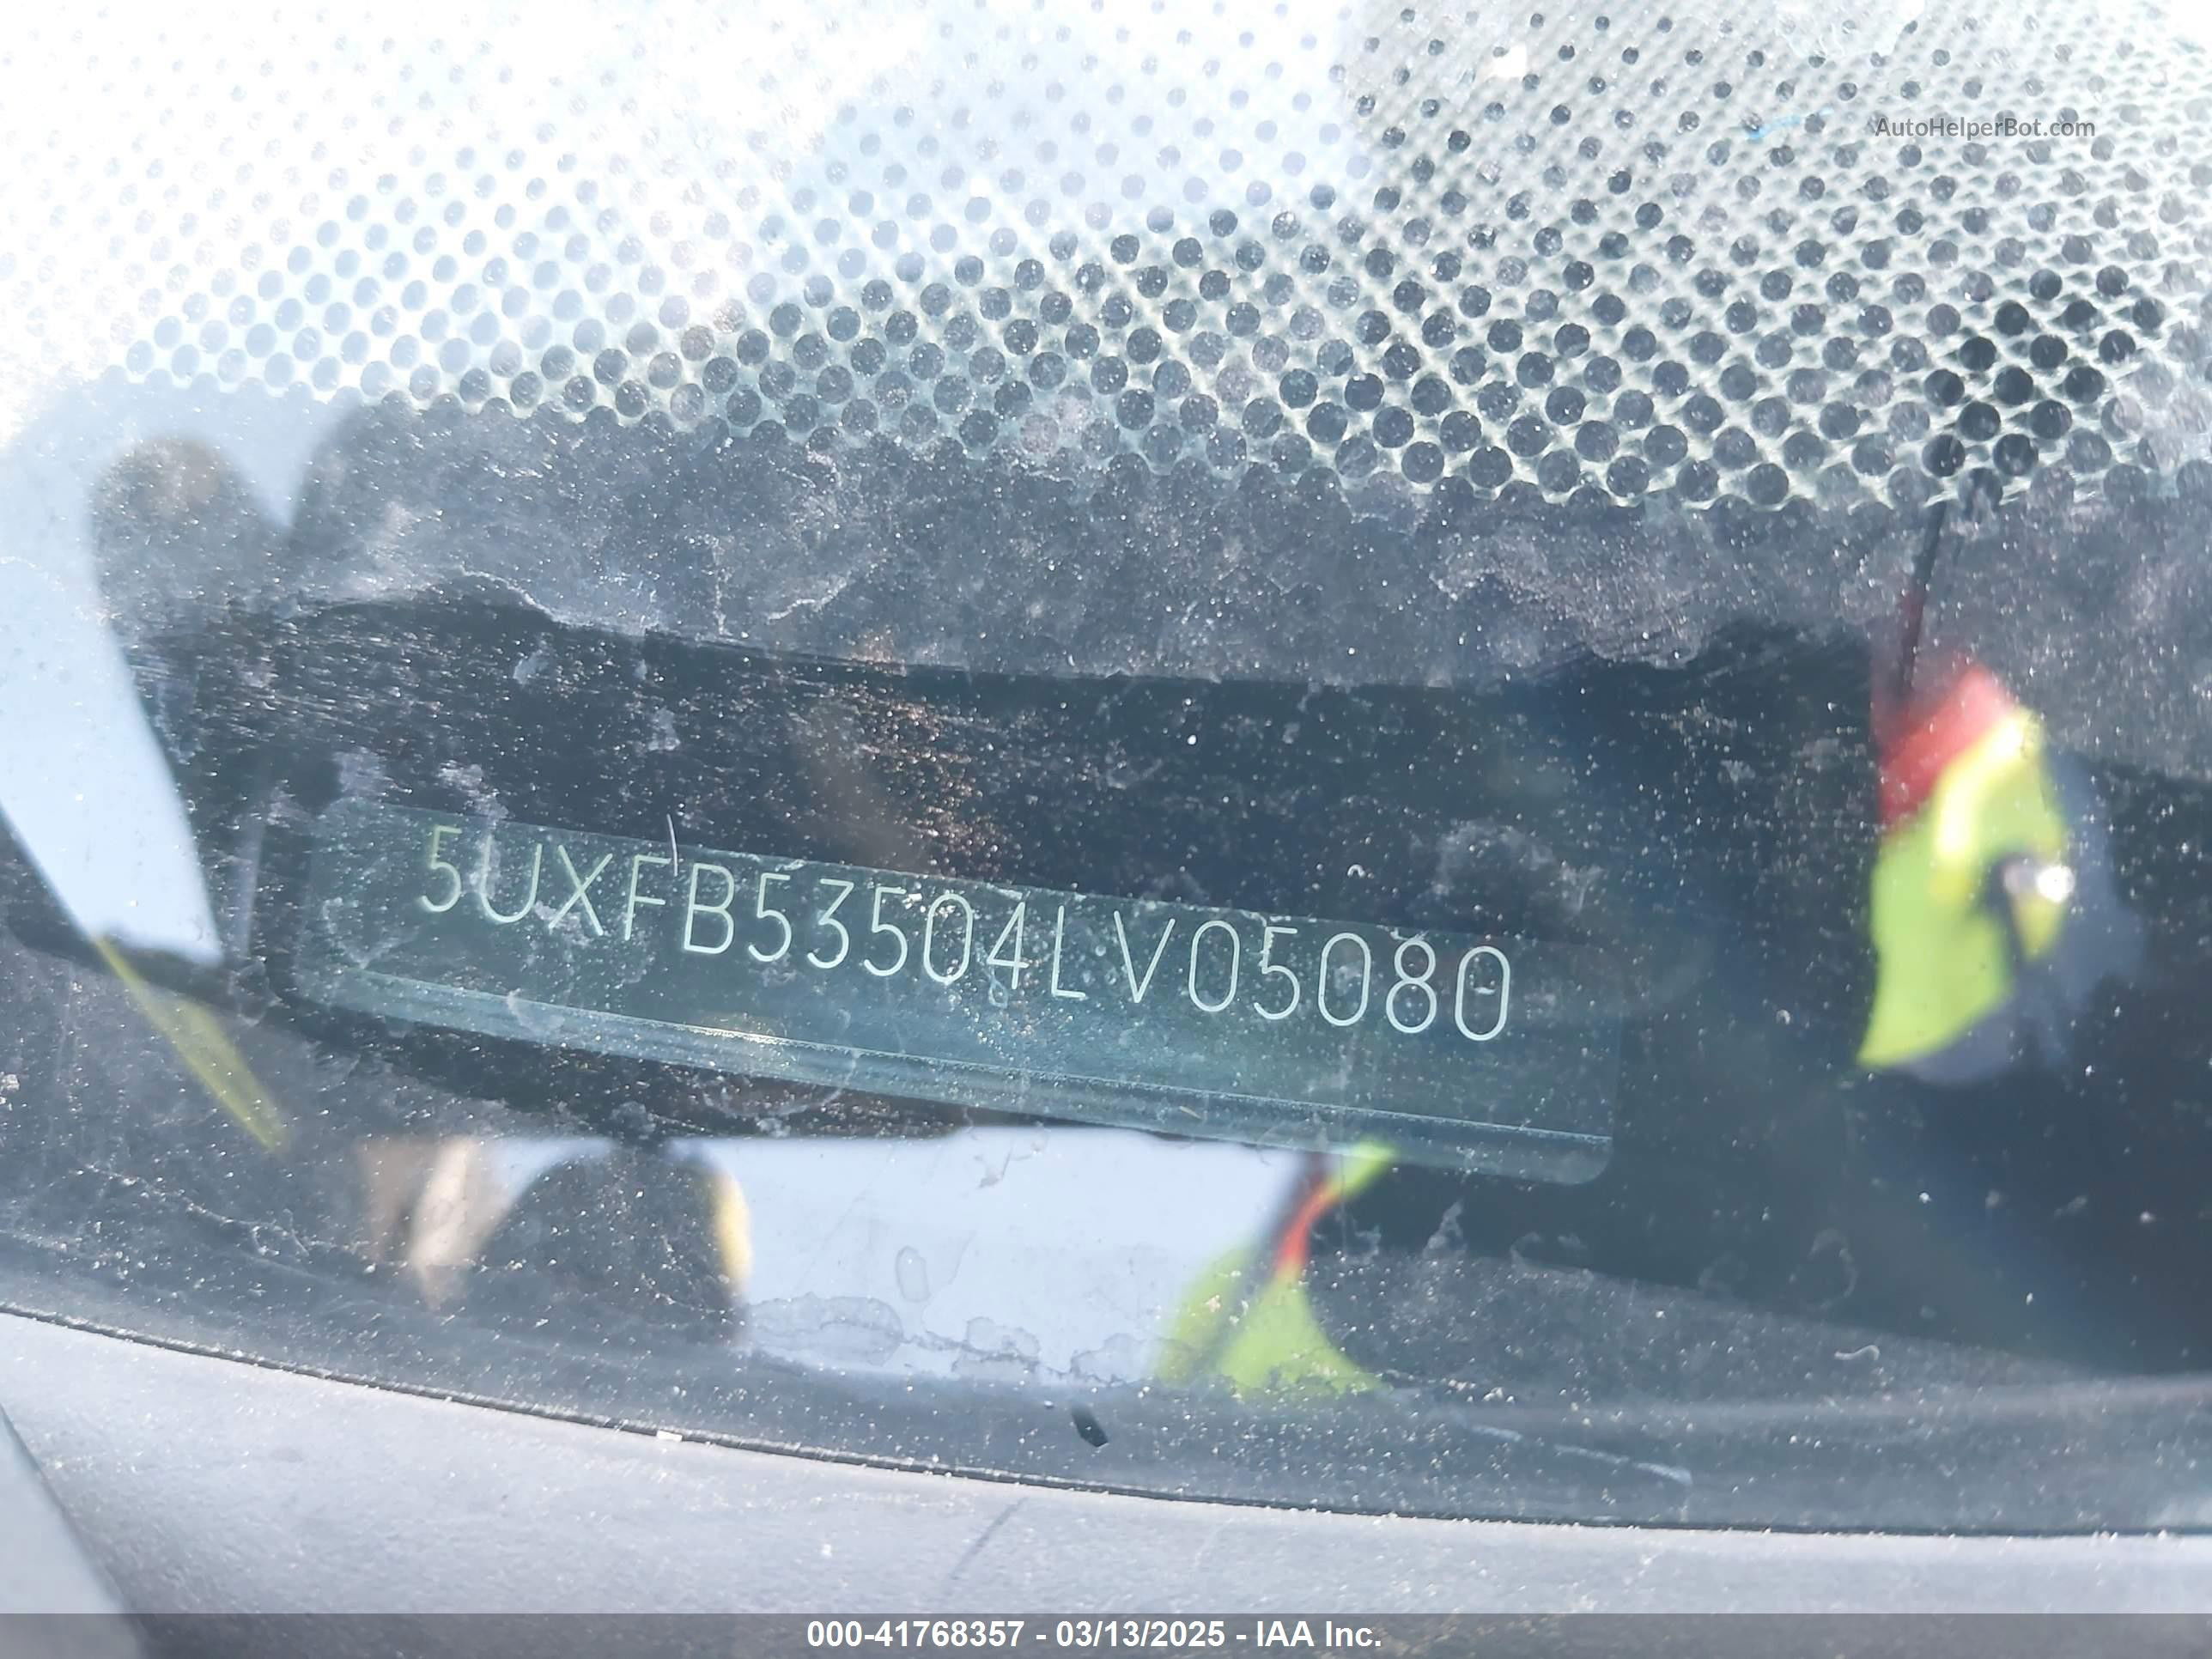 AutoHelperBot.com
5UXFB53504LV05080
000-41768357 - 03/13/2025 - IAA Inc.